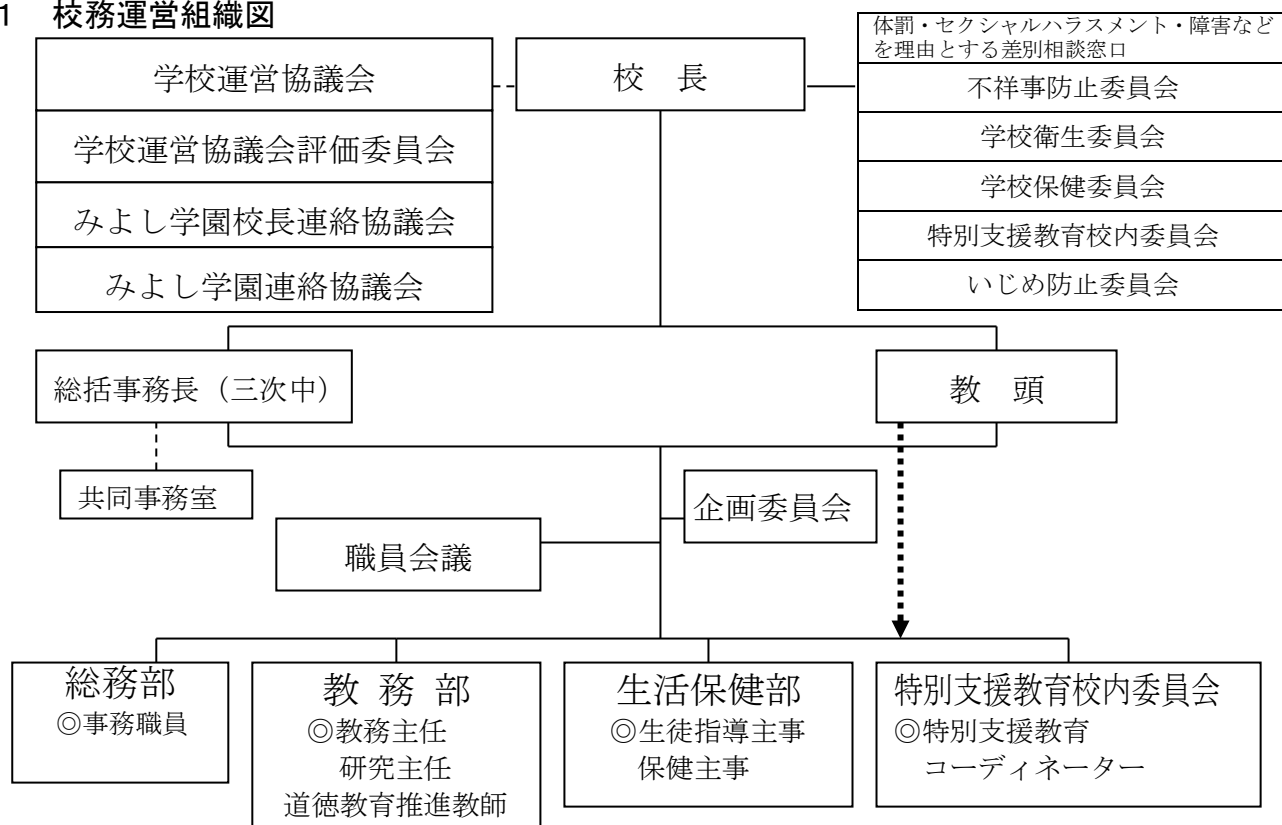 1 校務運営組織図
学校運営協議会
学校運営協議会評価委員会
みよし学園校長連絡協議会
みよし学園連絡協議会
校 長
体罰・セクシャルハラスメント・障害など
を理由とする差別相談窓口
不祥事防止委員会
学校衛生委員会
学校保健委員会
特別支援教育校内委員会
いじめ防止委員会
総括事務長（三次中）
教 頭
共同事務室
企画委員会
職員会議
総務部
◎事務職員
教 務 部
◎教務主任
研究主任
道徳教育推進教師
生活保健部
◎生徒指導主事
保健主事
特別支援教育校内委員会
◎特別支援教育
コーディネーター